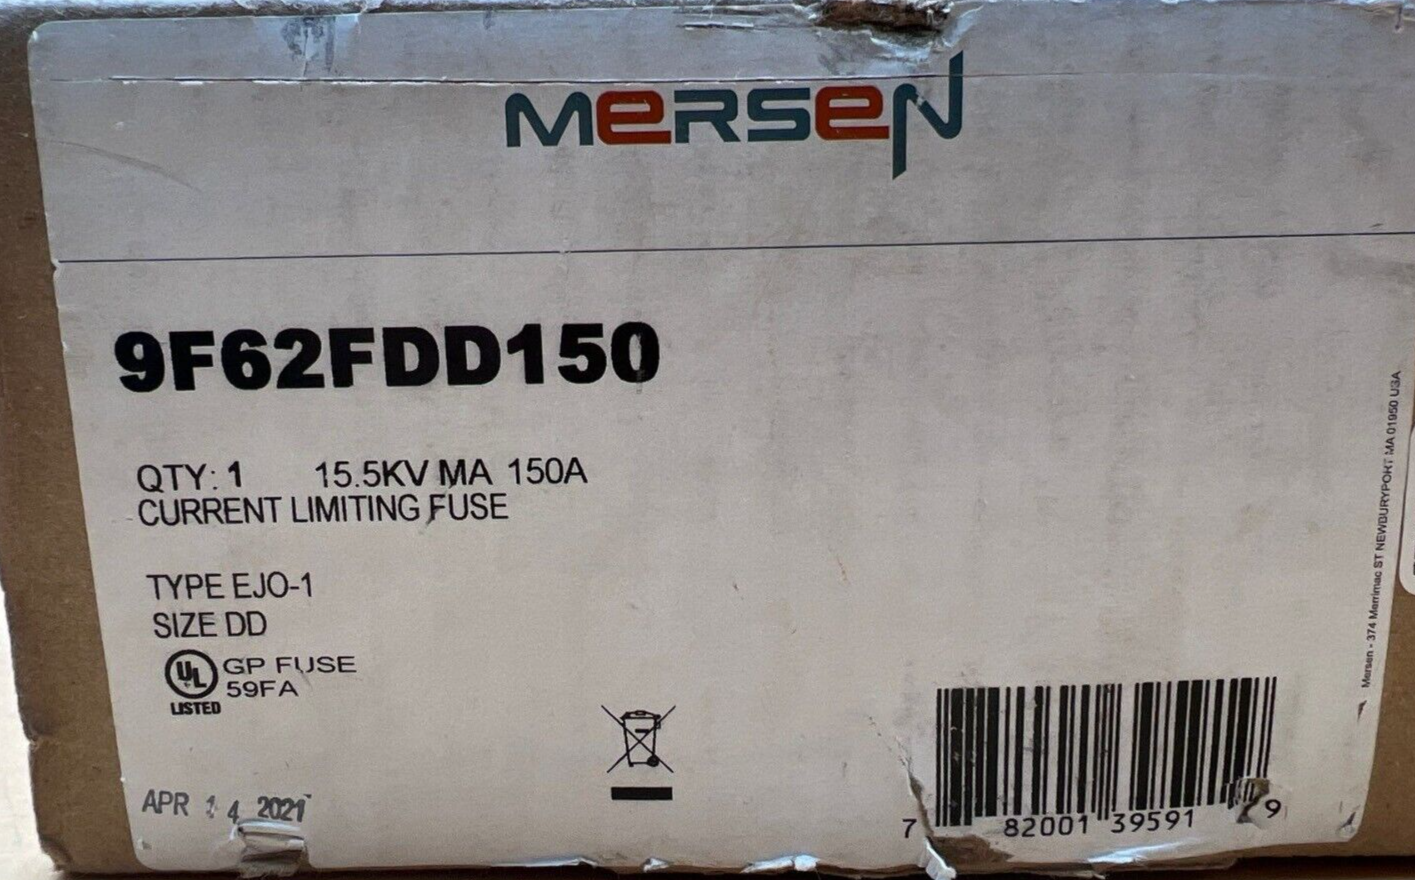 MERSEN
9F62FDD150
QTY: 1 15.5KV MA 150A
CURRENT LIMITING FUSE
TYPE EJO-1
SIZE DD
UL GP FUSE
59FA
LISTED
APR 14 2021
7 82001 39591 9
Mersen - 374 Merrimac ST NEWBURYPORT MA 01950 USA